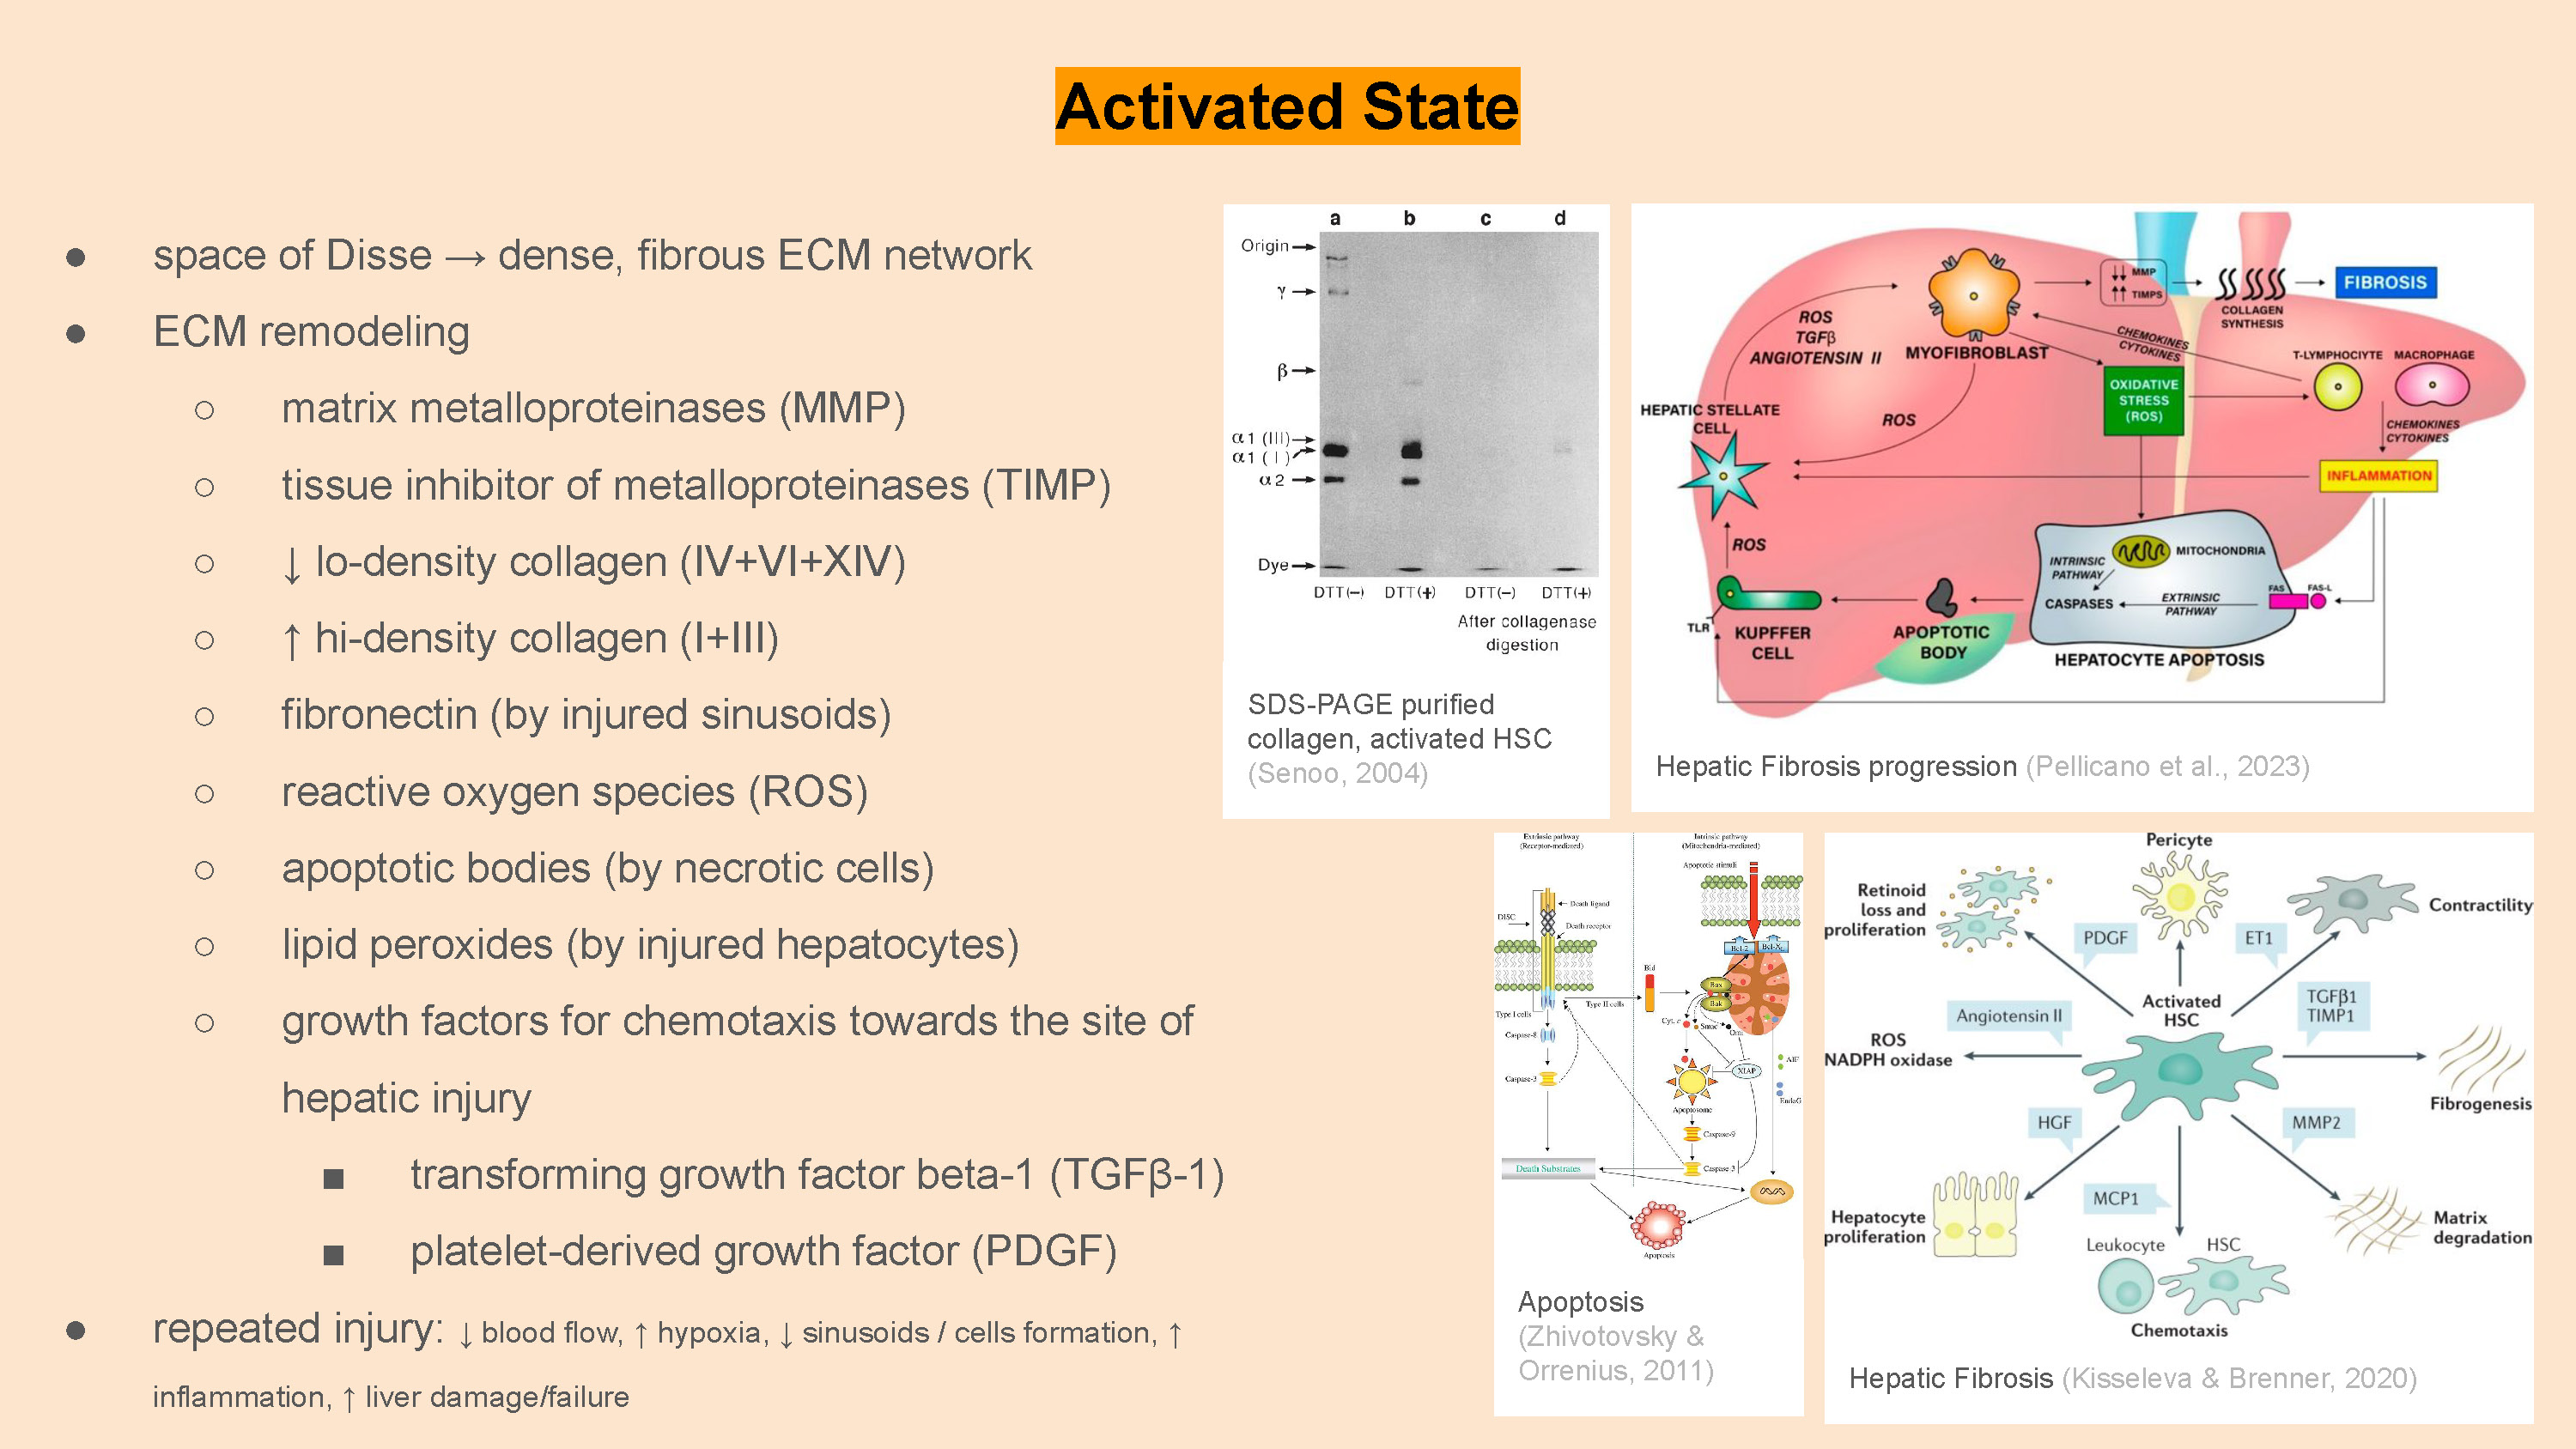 Activated State
● space of Disse → dense, fibrous ECM network
● ECM remodeling
○ matrix metalloproteinases (MMP)
○ tissue inhibitor of metalloproteinases (TIMP)
○ ↓ lo-density collagen (IV+VI+XIV)
○ ↑ hi-density collagen (I+III)
○ fibronectin (by injured sinusoids)
○ reactive oxygen species (ROS)
○ apoptotic bodies (by necrotic cells)
○ lipid peroxides (by injured hepatocytes)
○ growth factors for chemotaxis towards the site of
hepatic injury
■ transforming growth factor beta-1 (TGFβ-1)
■ platelet-derived growth factor (PDGF)
● repeated injury: ↓ blood flow, ↑ hypoxia, ↓ sinusoids / cells formation, ↑
inflammation, ↑ liver damage/failure
a b c d
Origin
γ
β
α1 (III)
α1 ( I )
α2
Dye
DTT(−) DTT(+) DTT(−) DTT(+)
After collagenase
digestion
SDS-PAGE purified
collagen, activated HSC
(Senoo, 2004)
↓↓ MMP
↑↑ TIMPS
COLLAGEN
SYNTHESIS
FIBROSIS
ROS
TGFβ
ANGIOTENSIN II
MYOFIBROBLAST
CHEMOKINES
CYTOKINES
T-LYMPHOCIYTE
MACROPHAGE
OXIDATIVE
STRESS
(ROS)
HEPATIC STELLATE
CELL
ROS
CHEMOKINES
CYTOKINES
INFLAMMATION
ROS
INTRINSIC
PATHWAY
MITOCHONDRIA
CASPASES
EXTRINSIC
PATHWAY
FAS
FAS-L
TLR
KUPFFER
CELL
APOPTOTIC
BODY
HEPATOCYTE APOPTOSIS
Hepatic Fibrosis progression (Pellicano et al., 2023)
Extrinsic pathway
(Receptor-mediated)
Intrinsic pathway
(Mitochondria-mediated)
Apoptotic stimuli
Death ligand
DISC
Death receptor
Bcl-2
Bcl-XL
Bid
Bax
Bak
Type II cells
Type I cells
Cyt. c
Smac
Omi
Caspase-8
AIF
XIAP
Caspase-3
EndoG
Apoptosome
Caspase-9
Caspase-3
Death Substrates
Apoptosis
Apoptosis
(Zhivotovsky &
Orrenius, 2011)
Pericyte
Retinoid
loss and
proliferation
Contractility
PDGF
ET1
Activated
HSC
TGFβ1
TIMP1
Angiotensin II
ROS
NADPH oxidase
Fibrogenesis
HGF
MMP2
MCP1
Hepatocyte
proliferation
Matrix
degradation
Leukocyte
HSC
Chemotaxis
Hepatic Fibrosis (Kisseleva & Brenner, 2020)